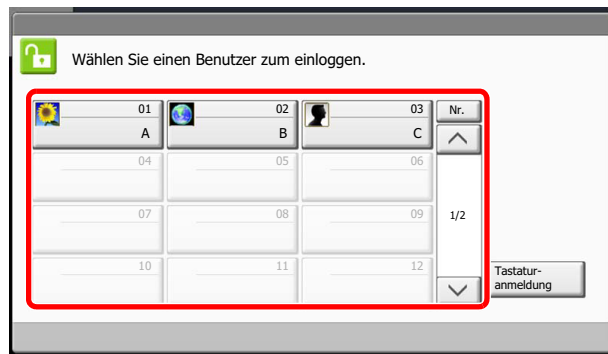 Wählen Sie einen Benutzer zum einloggen.
01 02 03 Nr.
A B C
04 05 06
07 08 09 1/2
10 11 12
Tastatur-
anmeldung